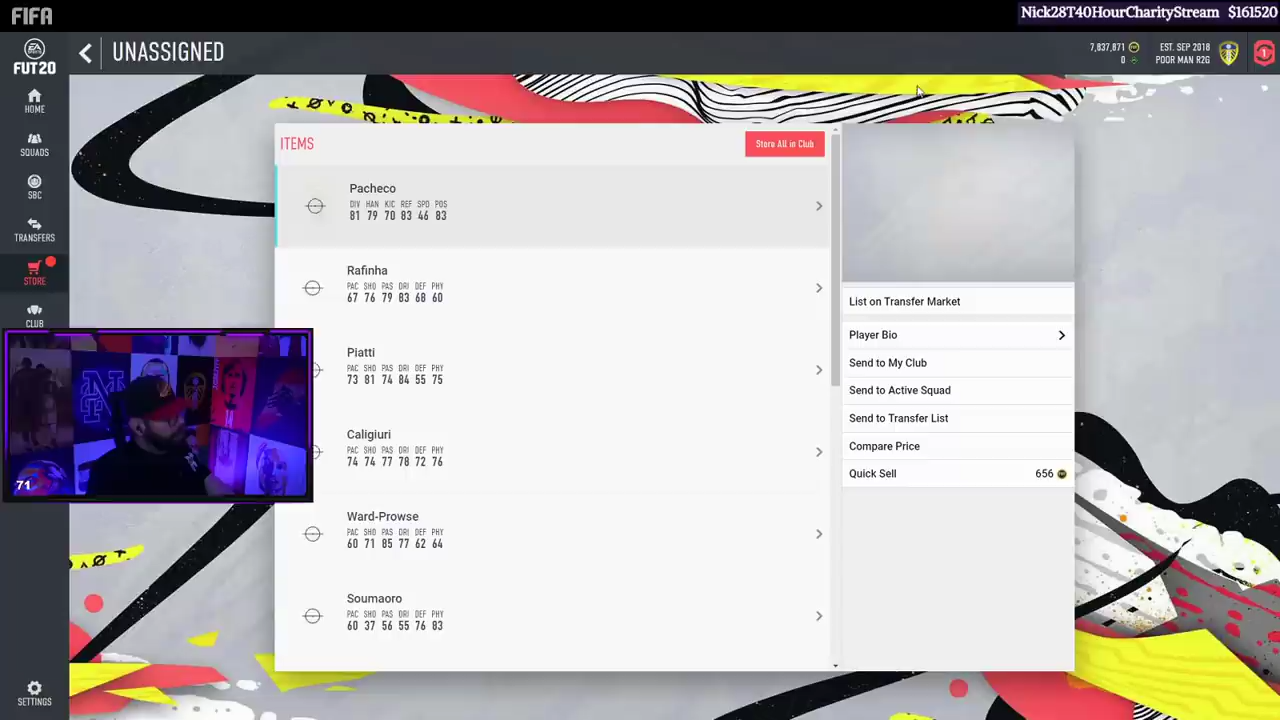 FIFA
Nick28T40HourCharityStream $161520
EA SPORTS
FUT20
UNASSIGNED
7,837,871
0
EST. SEP 2018
POOR MAN R2G
1
HOME
SQUADS
SBC
TRANSFERS
STORE
CLUB
SETTINGS
ITEMS
Store All in Club
Pacheco
DIV HAN KIC REF SPD POS
81 79 70 83 46 83
Rafinha
PAC SHO PAS DRI DEF PHY
67 76 79 83 68 60
Piatti
PAC SHO PAS DRI DEF PHY
73 81 74 84 55 75
Caligiuri
PAC SHO PAS DRI DEF PHY
74 74 77 78 72 76
Ward-Prowse
PAC SHO PAS DRI DEF PHY
60 71 85 77 62 64
Soumaoro
PAC SHO PAS DRI DEF PHY
60 37 56 55 76 83
List on Transfer Market
Player Bio
Send to My Club
Send to Active Squad
Send to Transfer List
Compare Price
Quick Sell 656
71